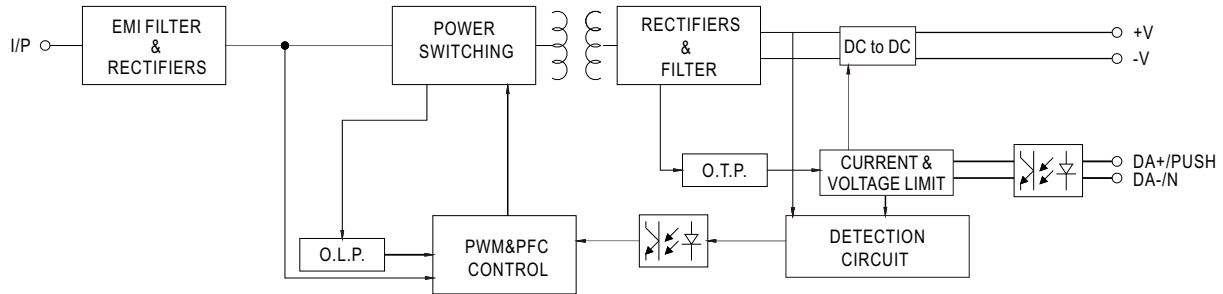 I/P
EMI FILTER
&
RECTIFIERS
POWER
SWITCHING
RECTIFIERS
&
FILTER
DC to DC
+V
-V
O.T.P.
CURRENT &
VOLTAGE LIMIT
DA+/PUSH
DA-/N
O.L.P.
PWM&PFC
CONTROL
DETECTION
CIRCUIT